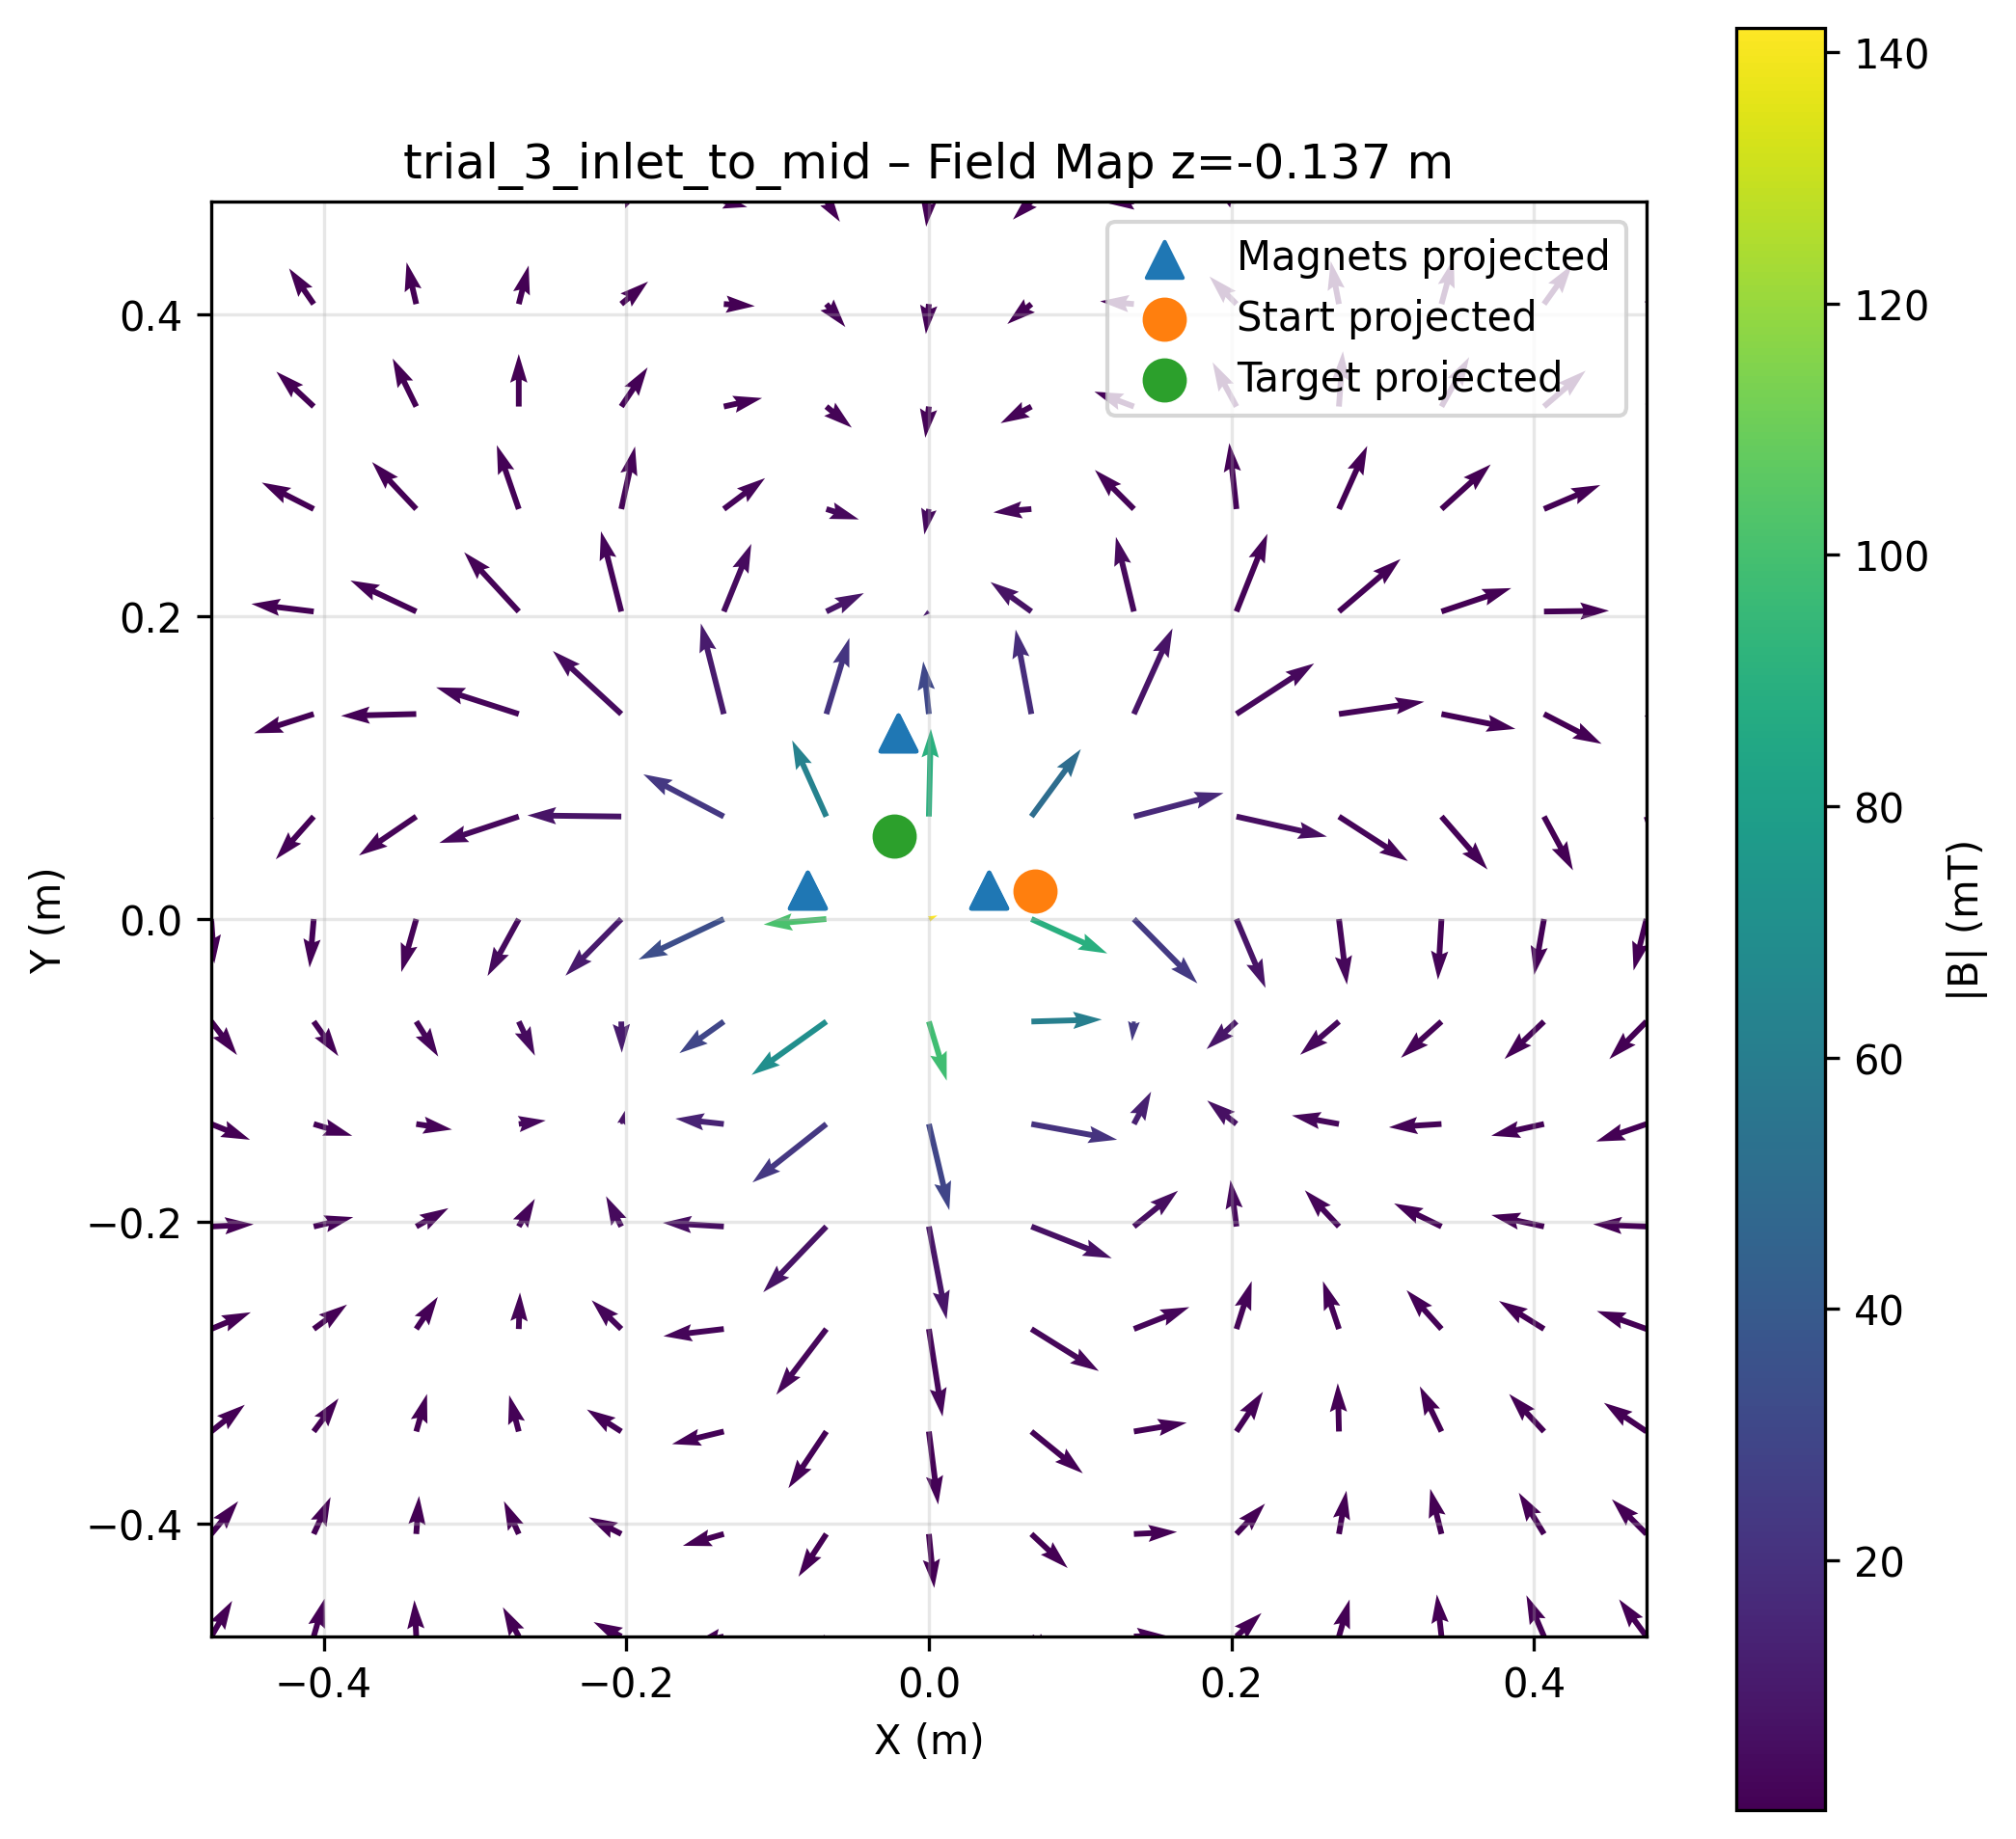 trial_3_inlet_to_mid – Field Map z=-0.137 m
Magnets projected
Start projected
Target projected
0.4
0.2
0.0
−0.2
−0.4
Y (m)
−0.4
−0.2
0.0
0.2
0.4
X (m)
140
120
100
80
60
40
20
|B| (mT)